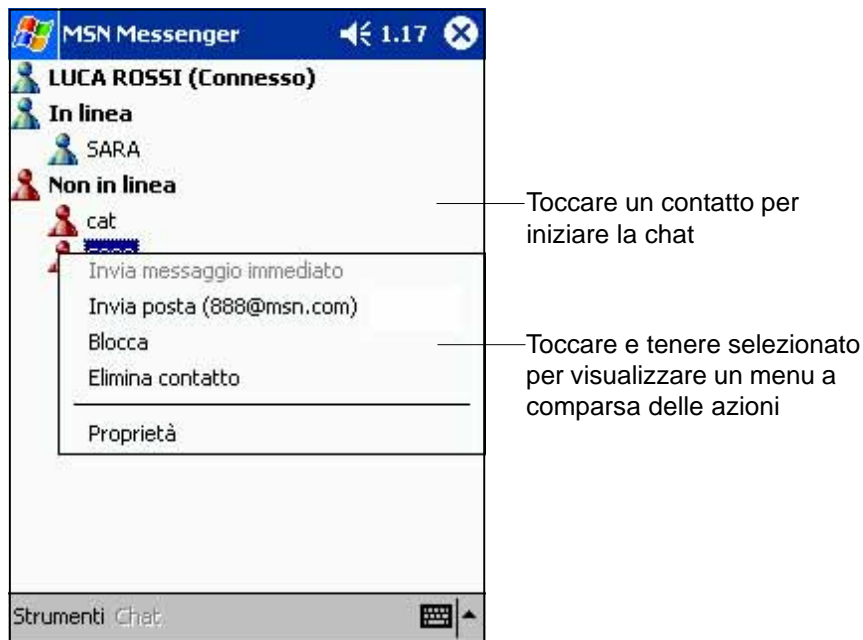 MSN Messenger 1.17
LUCA ROSSI (Connesso)
In linea
SARA
Non in linea
cat
Invia messaggio immediato
Invia posta (888@msn.com)
Blocca
Elimina contatto
Proprietà
Strumenti Chat
Toccare un contatto per
iniziare la chat
Toccare e tenere selezionato
per visualizzare un menu a
comparsa delle azioni